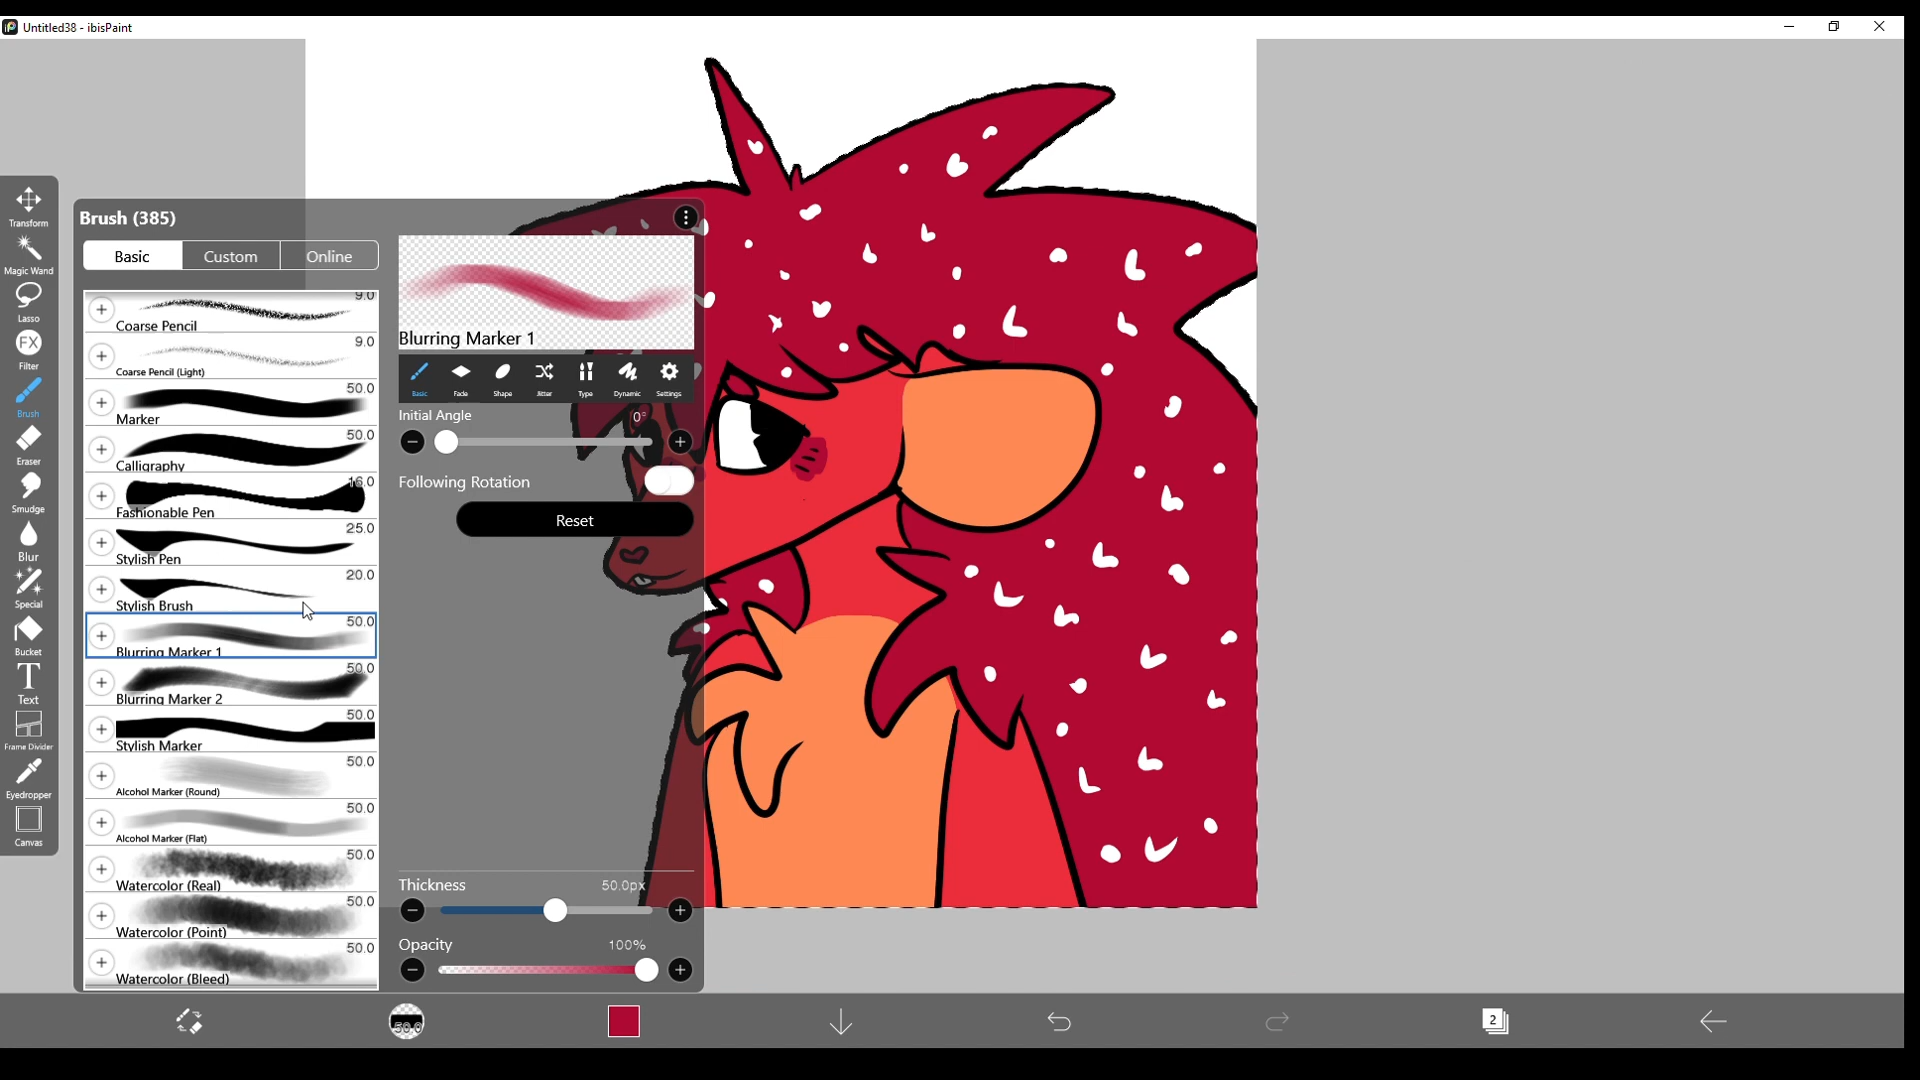 Untitled38 - ibisPaint
Transform
Magic Wand
Lasso
FX
Filter
Brush
Eraser
Smudge
Blur
Special
Bucket
T
Text
Frame Divider
Eyedropper
Canvas
Brush (385)
Basic
Custom
Online
9.0
Coarse Pencil
9.0
Coarse Pencil (Light)
50.0
Marker
50.0
Calligraphy
16.0
Fashionable Pen
25.0
Stylish Pen
20.0
Stylish Brush
50.0
Blurring Marker 1
50.0
Blurring Marker 2
50.0
Stylish Marker
50.0
Alcohol Marker (Round)
50.0
Alcohol Marker (Flat)
50.0
Watercolor (Real)
50.0
Watercolor (Point)
50.0
Watercolor (Bleed)
Blurring Marker 1
Basic
Fade
Shape
Jitter
Type
Dynamic
Settings
Initial Angle
0°
Following Rotation
Reset
Thickness
50.0px
Opacity
100%
50.0
2